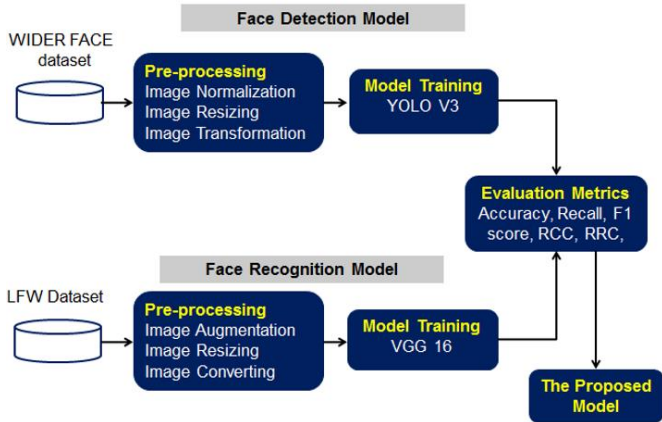 Face Detection Model
WIDER FACE
dataset
Pre-processing
Image Normalization
Image Resizing
Image Transformation
Model Training
YOLO V3
Evaluation Metrics
Accuracy, Recall, F1
score, RCC, RRC,
Face Recognition Model
LFW Dataset
Pre-processing
Image Augmentation
Image Resizing
Image Converting
Model Training
VGG 16
The Proposed
Model